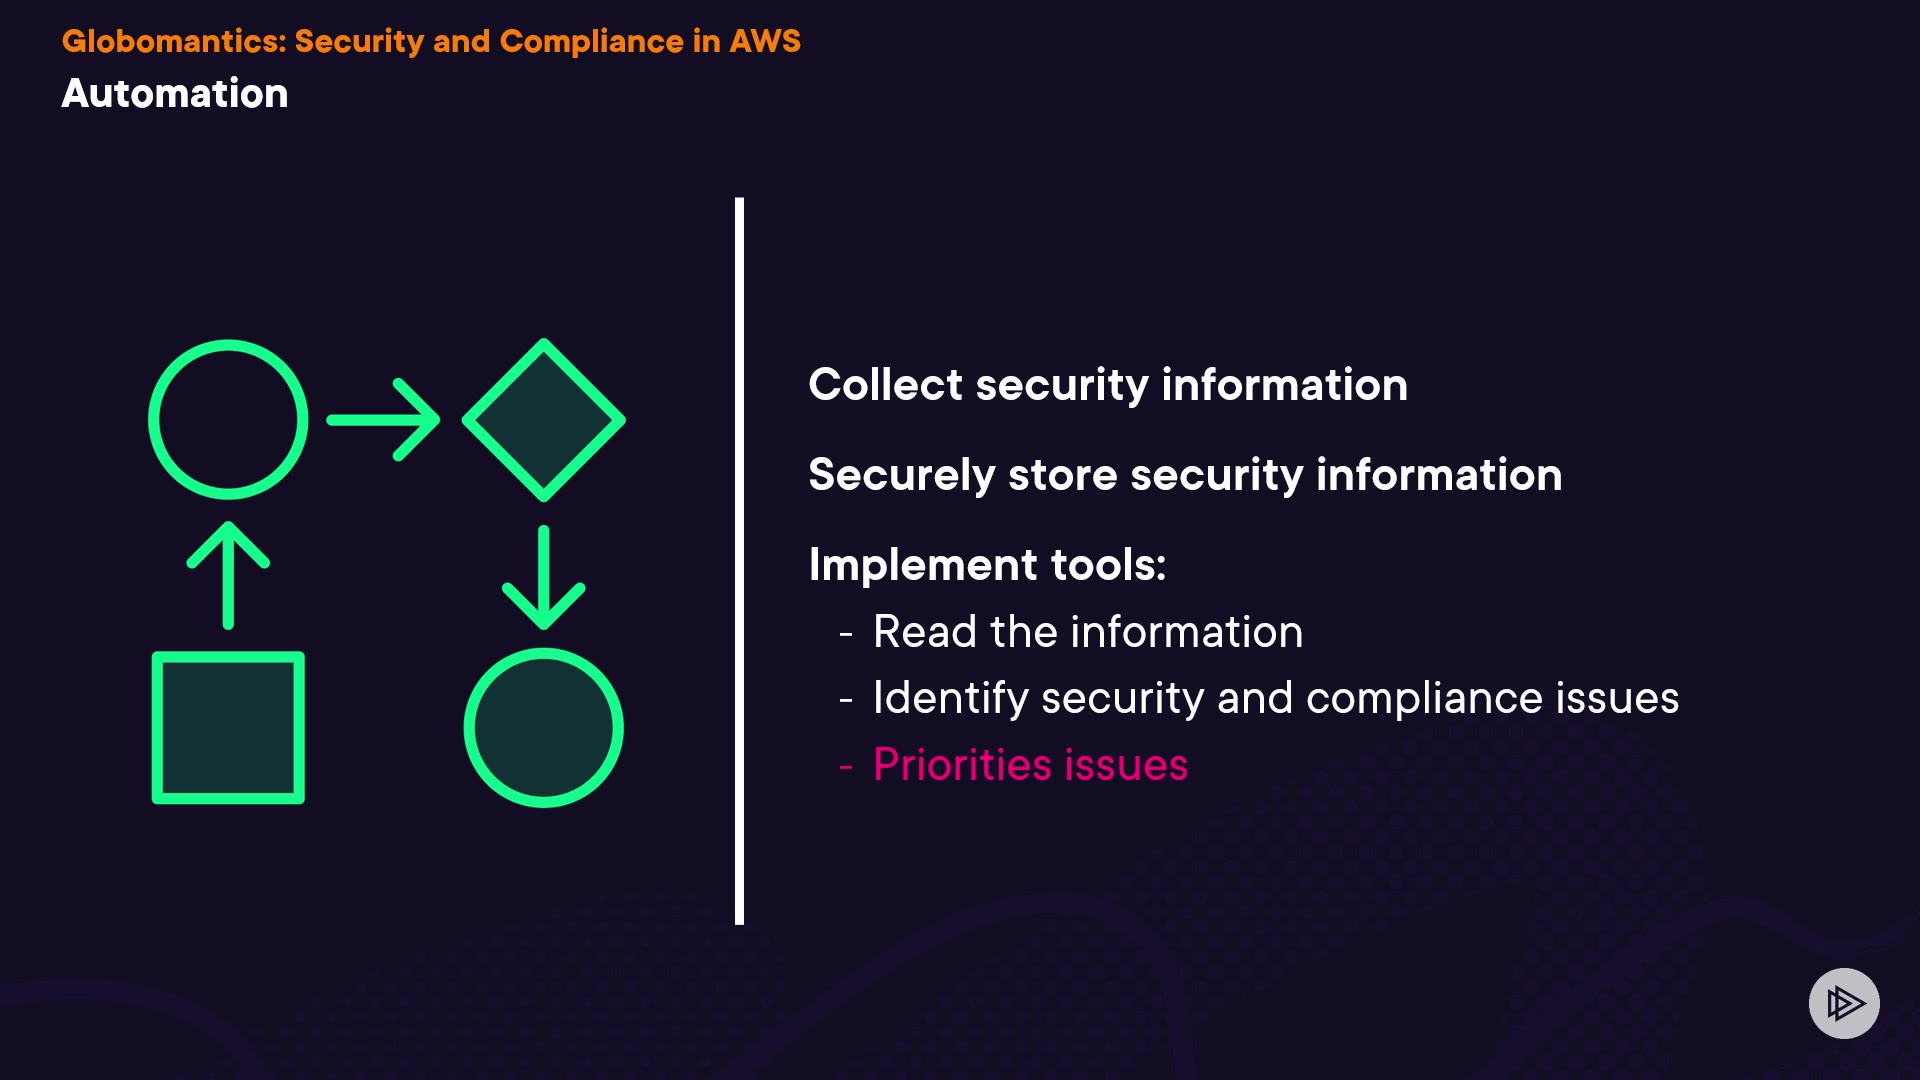 Globomantics: Security and Compliance in AWS
Automation
Collect security information
Securely store security information
Implement tools:
- Read the information
- Identify security and compliance issues
- Priorities issues